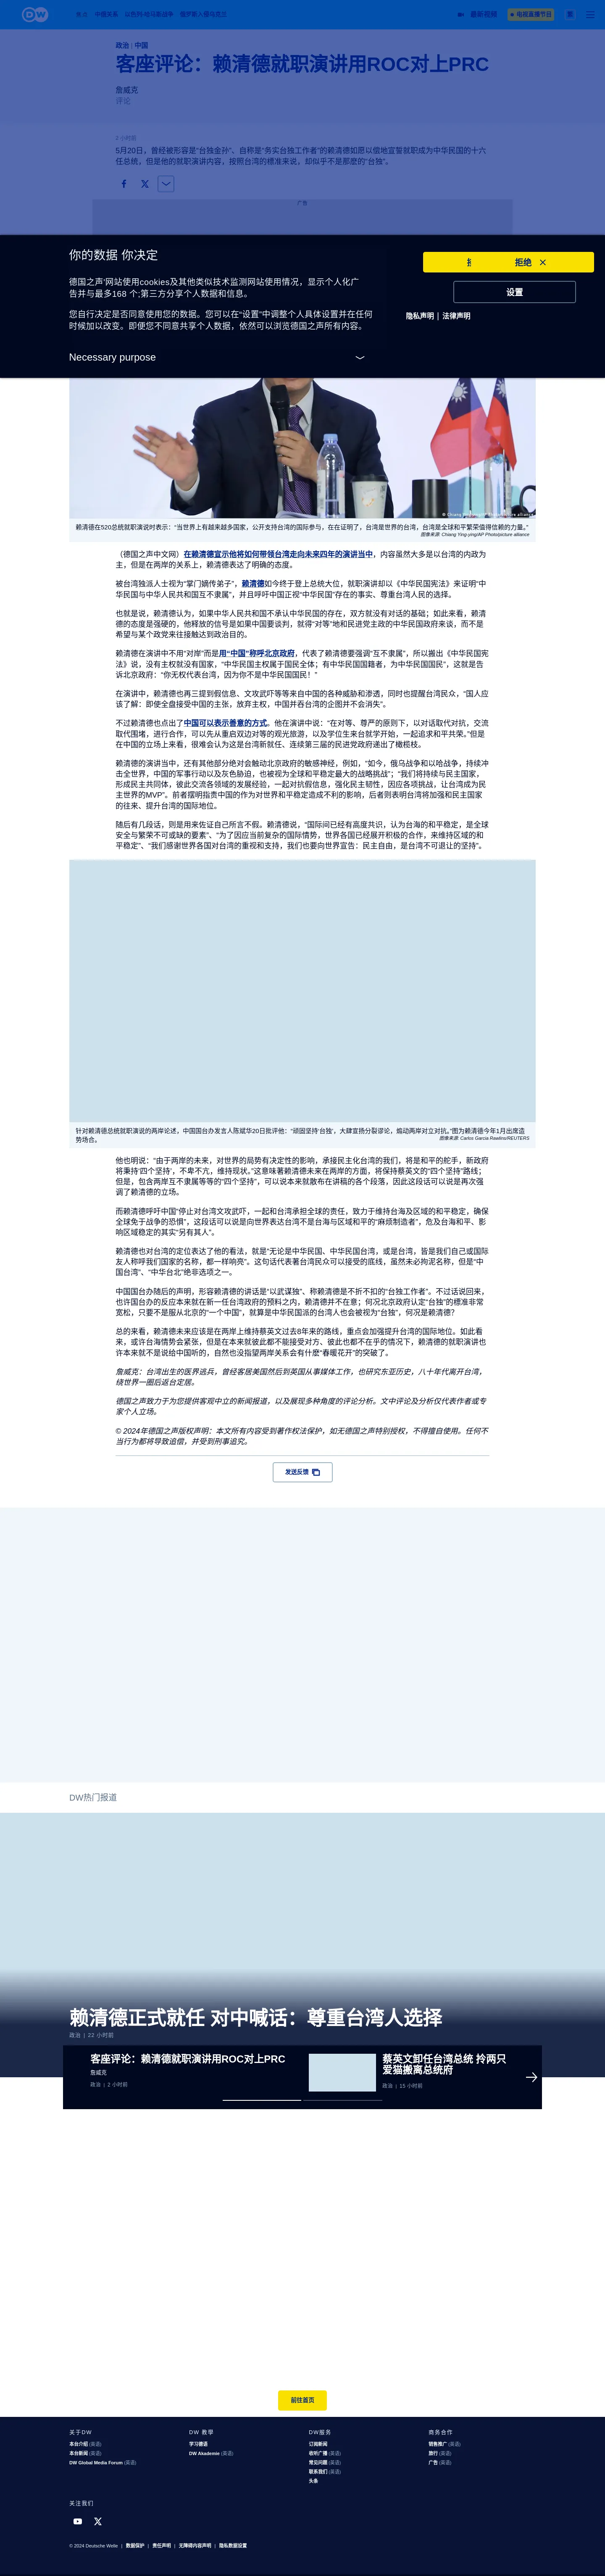 DW
中德关系 以色列哈马斯战争 俄罗斯入侵乌克兰
最新视频
电视直播节目
政治 | 中国
客座评论：赖清德就职演讲用ROC对上PRC
詹威克
评论
2 小时前
5月20日，曾经被形容是“台独金孙”、自称是“务实台独工作者”的赖清德如愿以偿地宣誓就职成为中华民国的十六
任总统，但是他的就职演讲内容，按照台湾的標准来说，却似乎不是那麽的“台独”。
广告
你的数据 你决定
德国之声’网站使用cookies及其他类似技术监测网站使用情况，显示个人化广
告并与最多168 个’第三方分享个人数据和信息。
您自行决定是否同意使用您的数据。您可以在"设置"中调整个人具体设置并在任何
时候加以改变。即便您不同意共享个人数据，依然可以浏览德国之声所有内容。
Necessary purpose
拒绝
设置
隐私声明 | 法律声明
赖清德在520总统就职演说时表示：“当世界上有越来越多国家，公开支持台湾的国际参与，在在证明了，台湾是世界的台湾，台湾是全球和平繁荣值得信赖的力量。”
图像来源: Chiang Ying-ying/AP Photo/picture alliance
（德国之声中文网）在赖清德宣示他将如何带领台湾走向未来四年的演讲当中，内容虽然大多是以台湾的内政为
主，但是在两岸的关系上，赖清德表达了明确的态度。
被台湾独派人士视为“掌门嫡传弟子”，赖清德如今终于登上总统大位，就职演讲却以《中华民国宪法》来证明“中
华民国与中华人民共和国互不隶属”，并且呼吁中国正视“中华民国”存在的事实、尊重台湾人民的选择。
也就是说，赖清德认为，如果中华人民共和国不承认中华民国的存在，双方就没有对话的基础；如此来看，赖清
德的态度是强硬的，他释放的信号是如果中国要谈判，就得“对等”地和民进党主政的中华民国政府来谈，而不是
希望与某个政党来往接触达到政治目的。
赖清德在演讲中不用“对岸”而是用“中国”称呼北京政府，代表了赖清德要强调“互不隶属”，所以搬出《中华民国宪
法》说，没有主权就没有国家，“中华民国主权属于国民全体；有中华民国国籍者，为中华民国国民”，这就是告
诉北京政府：“你无权代表台湾，因为你不是中华民国国民！”
在演讲中，赖清德也再三提到假信息、文攻武吓等等来自中国的各种威胁和渗透，同时也提醒台湾民众，“国人应
该了解：即使全盘接受中国的主张，放弃主权，中国并吞台湾的企图并不会消失”。
不过赖清德也点出了中国可以表示善意的方式。他在演讲中说：“在对等、尊严的原则下，以对话取代对抗，交流
取代围堵，进行合作，可以先从重启双边对等的观光旅游，以及学位生来台就学开始，一起追求和平共荣。”但是
在中国的立场上来看，很难会认为这是台湾新就任、连续第三届的民进党政府递出了橄榄枝。
赖清德的演讲当中，还有其他部分绝对会触动北京政府的敏感神经，例如，“如今，俄乌战争和以哈战争，持续冲
击全世界，中国的军事行动以及灰色胁迫，也被视为全球和平稳定最大的战略挑战”；“我们将持续与民主国家，
形成民主共同体，彼此交流各领域的发展经验，一起对抗假信息，强化民主韧性，因应各项挑战，让台湾成为民
主世界的MVP”。前者摆明指责中国的作为对世界和平稳定造成不利的影响，后者则表明台湾将加强和民主国家
的往来、提升台湾的国际地位。
随后有几段话，则是用来佐证自己所言不假。赖清德说，“国际间已经有高度共识，认为台海的和平稳定，是全球
安全与繁荣不可或缺的要素”、“为了因应当前复杂的国际情势，世界各国已经展开积极的合作，来维持区域的和
平稳定”、“我们感谢世界各国对台湾的重视和支持，我们也要向世界宣告：民主自由，是台湾不可退让的坚持”。
针对赖清德总统就职演说的两岸论述，中国国台办发言人陈斌华20日批评他：“顽固坚持‘台独’，大肆宣扬分裂谬论，煽动两岸对立对抗。”图为赖清德今年1月出席造
势场合。
图像来源: Carlos Garcia Rawlins/REUTERS
他也明说：“由于两岸的未来，对世界的局势有决定性的影响，承接民主化台湾的我们，将是和平的舵手，新政府
将秉持‘四个坚持’，不卑不亢，维持现状。”这意味著赖清德未来在两岸的方面，将保持蔡英文的“四个坚持”路线；
但是，包含两岸互不隶属等等的“四个坚持”，可以说本来就散布在讲稿的各个段落，因此这段话可以说是再次强
调了赖清德的立场。
而赖清德呼吁中国“停止对台湾文攻武吓，一起和台湾承担全球的责任，致力于维持台海及区域的和平稳定，确保
全球免于战争的恐惧”，这段话可以说是向世界表达台湾不是台海与区域和平的“麻烦制造者”，危及台海和平、影
响区域稳定的其实“另有其人”。
赖清德也对台湾的定位表达了他的看法，就是“无论是中华民国、中华民国台湾，或是台湾，皆是我们自己或国际
友人称呼我们国家的名称，都一样响亮”。这句话代表著台湾民众可以接受的底线，虽然未必拘泥名称，但是“中
国台湾”、“中华台北”绝非选项之一。
中国国台办随后的声明，形容赖清德的讲话是“以武谋独”、称赖清德是不折不扣的“台独工作者”。不过话说回来，
也许国台办的反应本来就在新一任台湾政府的预料之内，赖清德并不在意；何况北京政府认定“台独”的標准非常
宽松，只要不是服从北京的“一个中国”，就算是中华民国派的台湾人也会被视为“台独”，何况是赖清德？
总的来看，赖清德未来应该是在两岸上维持蔡英文过去8年来的路线，重点会加强提升台湾的国际地位。如此看
来，或许台海情势会紧张，但是在本来就彼此都不能接受对方、彼此也都不在乎的情况下，赖清德的就职演讲也
许本来就不是说给中国听的，自然也没指望两岸关系会有什麽“春暖花开”的突破了。
詹威克：台湾出生的医界逃兵，曾经客居美国然后到英国从事媒体工作，也研究东亚历史，八十年代离开台湾，
绕世界一圈后返台定居。
德国之声致力于为您提供客观中立的新闻报道，以及展现多种角度的评论分析。文中评论及分析仅代表作者或专
家个人立场。
© 2024年德国之声版权声明：本文所有内容受到著作权法保护，如无德国之声特别授权，不得擅自使用。任何不
当行为都将导致追偿，并受到刑事追究。
发送反馈
DW热门报道
赖清德正式就任 对中喊话：尊重台湾人选择
政治 | 22 小时前
客座评论：赖清德就职演讲用ROC对上PRC
詹威克
政治 | 2 小时前
蔡英文卸任台湾总统 拎两只
爱猫搬离总统府
政治 | 15 小时前
前往首页
关于DW
本台介绍 (英语)
本台新闻 (英语)
DW Global Media Forum (英语)
DW 教學
学习德语
DW Akademie (英语)
DW服务
订阅新闻
收听广播 (英语)
常见问题 (英语)
联系我们 (英语)
头条
商务合作
销售推广 (英语)
旅行 (英语)
广告 (英语)
关注我们
© 2024 Deutsche Welle | 数据保护 | 责任声明 | 无障碍内容声明 | 隐私数据设置